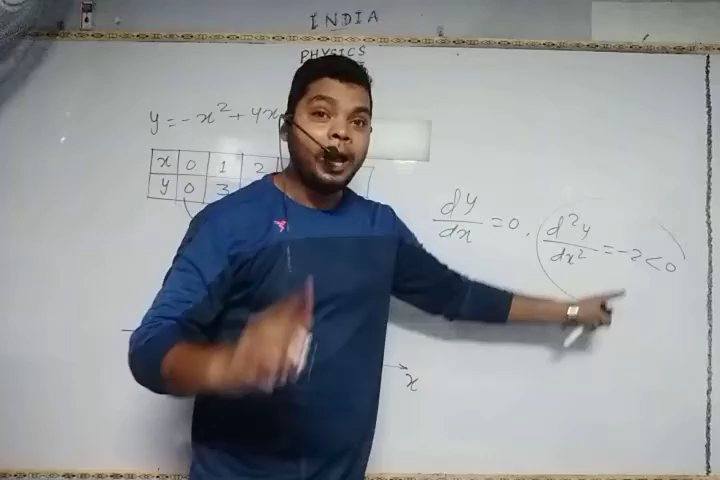 INDIA
PHYSICS
y = -x² + 4x
x 0 1 2
y 0 3
dy/dx = 0, d²y/dx² = -2 < 0
x